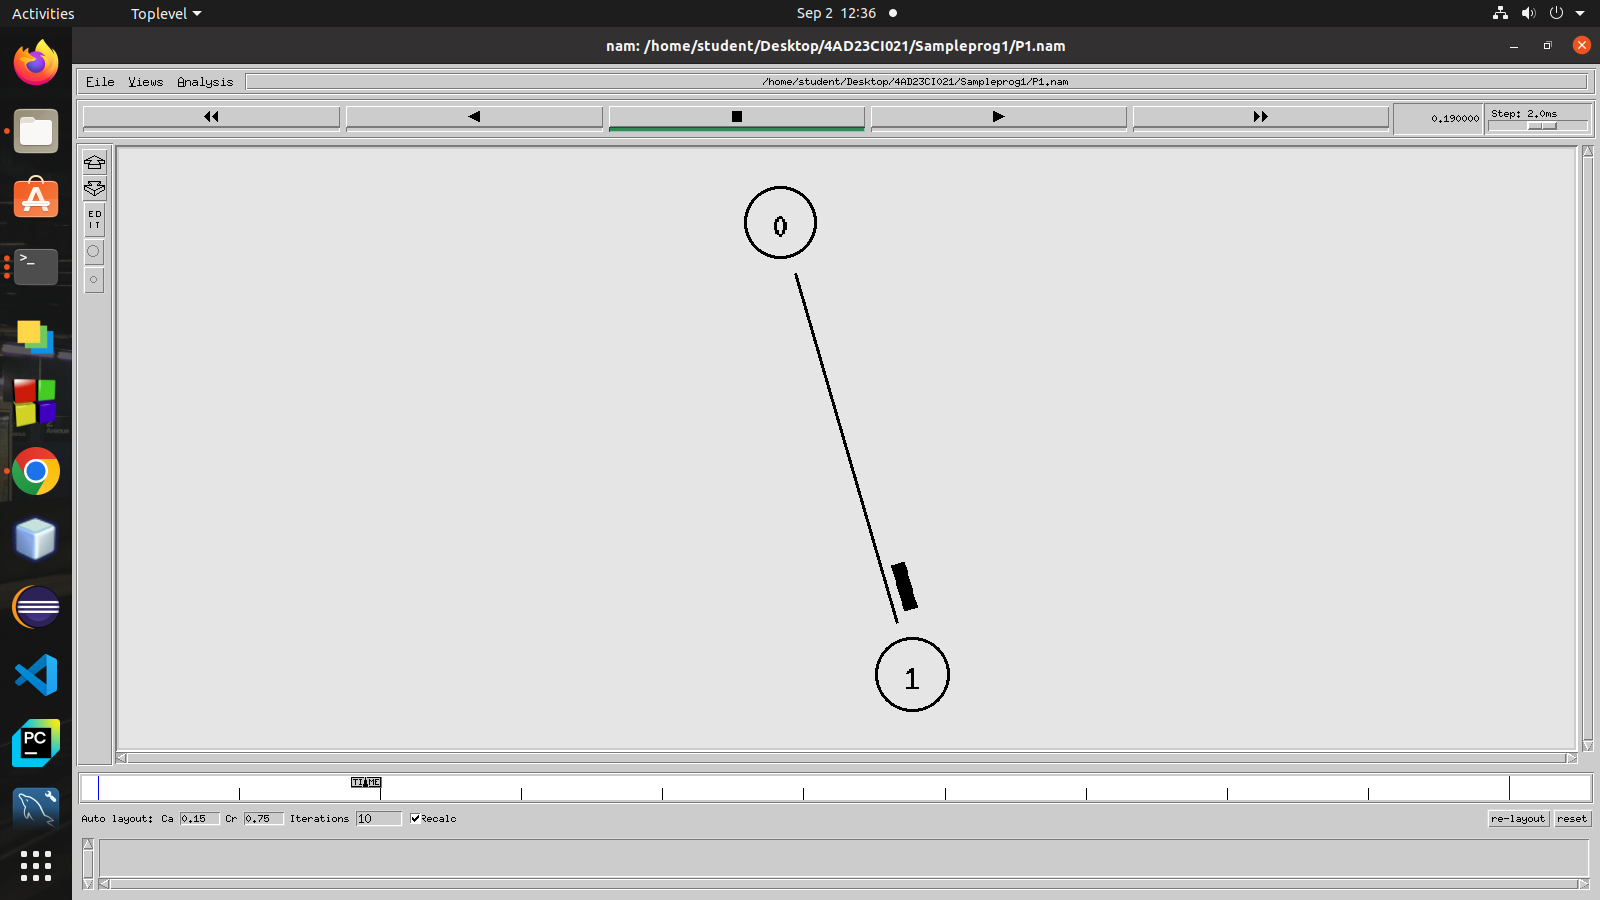 Activities
Toplevel
Sep 2 12:36
nam: /home/student/Desktop/4AD23CI021/Sampleprog1/P1.nam
File Views Analysis
/home/student/Desktop/4AD23CI021/Sampleprog1/P1.nam
0.190000
Step: 2.0ms
ED
IT
0
1
TIME
Auto layout: Ca 0.15 Cr 0.75 Iterations 10 Recalc
re-layout reset
>_
PC